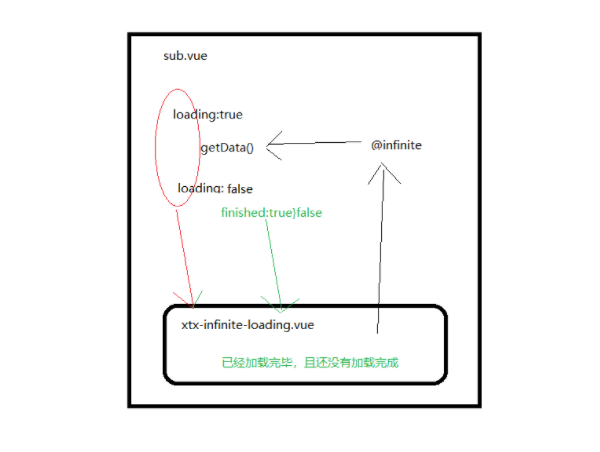 sub.vue
loading:true
getData()
@infinite
loading: false
finished:true}false
xtx-infinite-loading.vue
已经加载完毕，且还没有加载完成